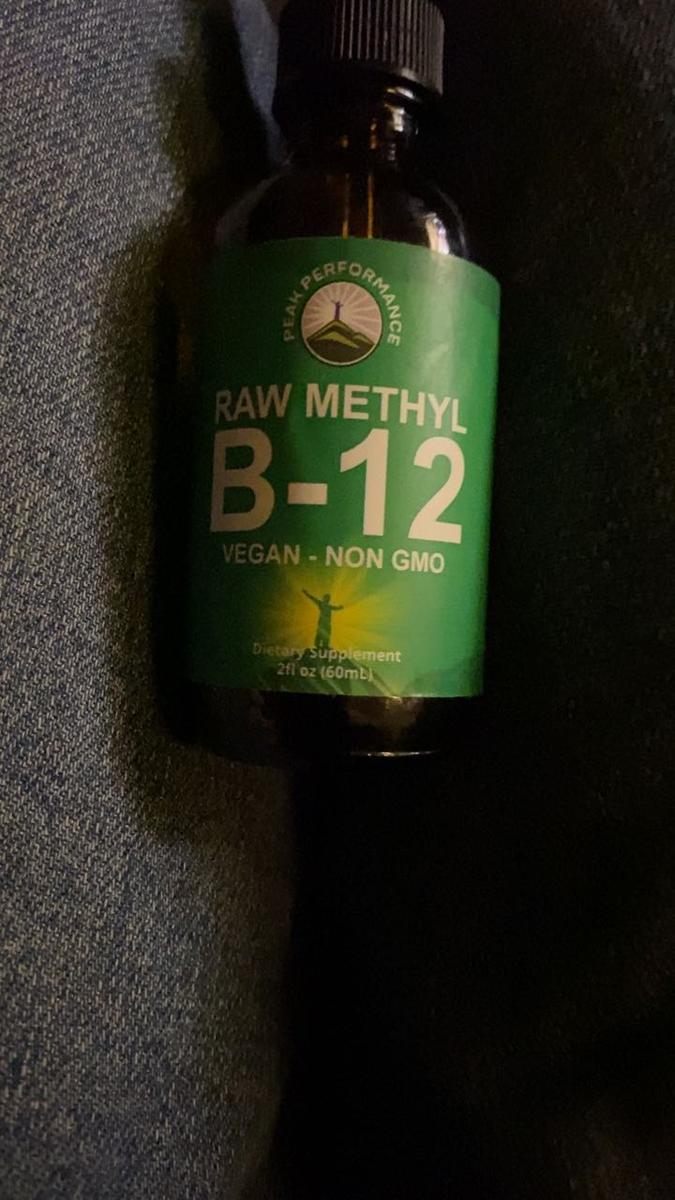 PEAK PERFORMANCE
RAW METHYL
B-12
VEGAN - NON GMO
Dietary Supplement
2fl oz (60mL)